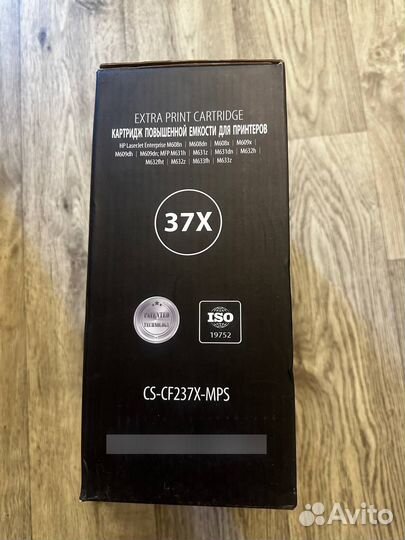 EXTRA PRINT CARTRIDGE
КАРТРИДЖ ПОВЫШЕННОЙ ЕМКОСТИ ДЛЯ ПРИНТЕРОВ
HP LaserJet Enterprise M608n | M608dn | M608x | M609x
M609dh | M609dn; MFP M631h | M631z | M631dn | M632h
M632fht | M632z | M633fh | M633z
37X
PATENTED
TECHNOLOGY
ISO
19752
CS-CF237X-MPS
Avito